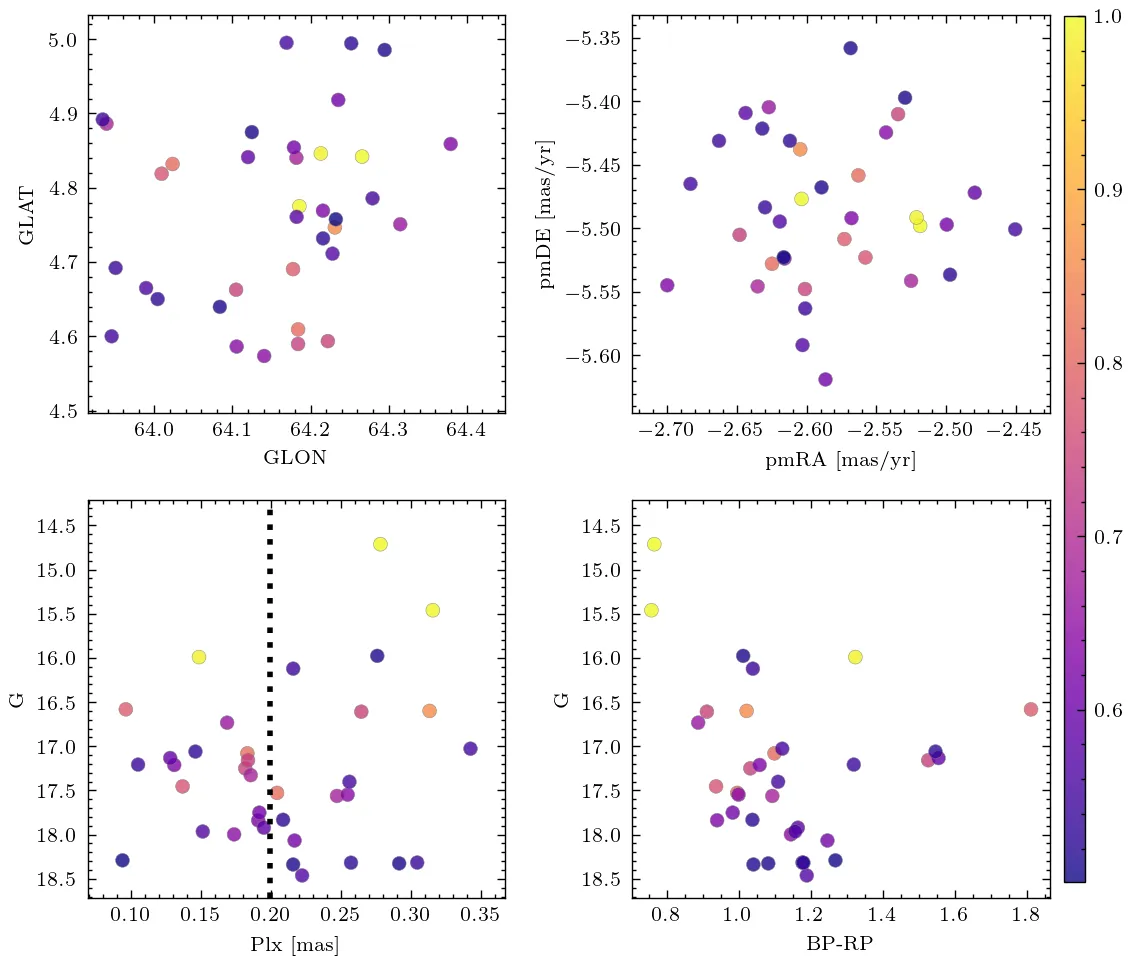 5.0
4.9
4.8
4.7
4.6
4.5
GLAT
64.0 64.1 64.2 64.3 64.4
GLON
−5.35
−5.40
−5.45
−5.50
−5.55
−5.60
pmDE [mas/yr]
−2.70 −2.65 −2.60 −2.55 −2.50 −2.45
pmRA [mas/yr]
14.5
15.0
15.5
16.0
16.5
17.0
17.5
18.0
18.5
G
0.10 0.15 0.20 0.25 0.30 0.35
Plx [mas]
14.5
15.0
15.5
16.0
16.5
17.0
17.5
18.0
18.5
G
0.8 1.0 1.2 1.4 1.6 1.8
BP-RP
1.0
0.9
0.8
0.7
0.6